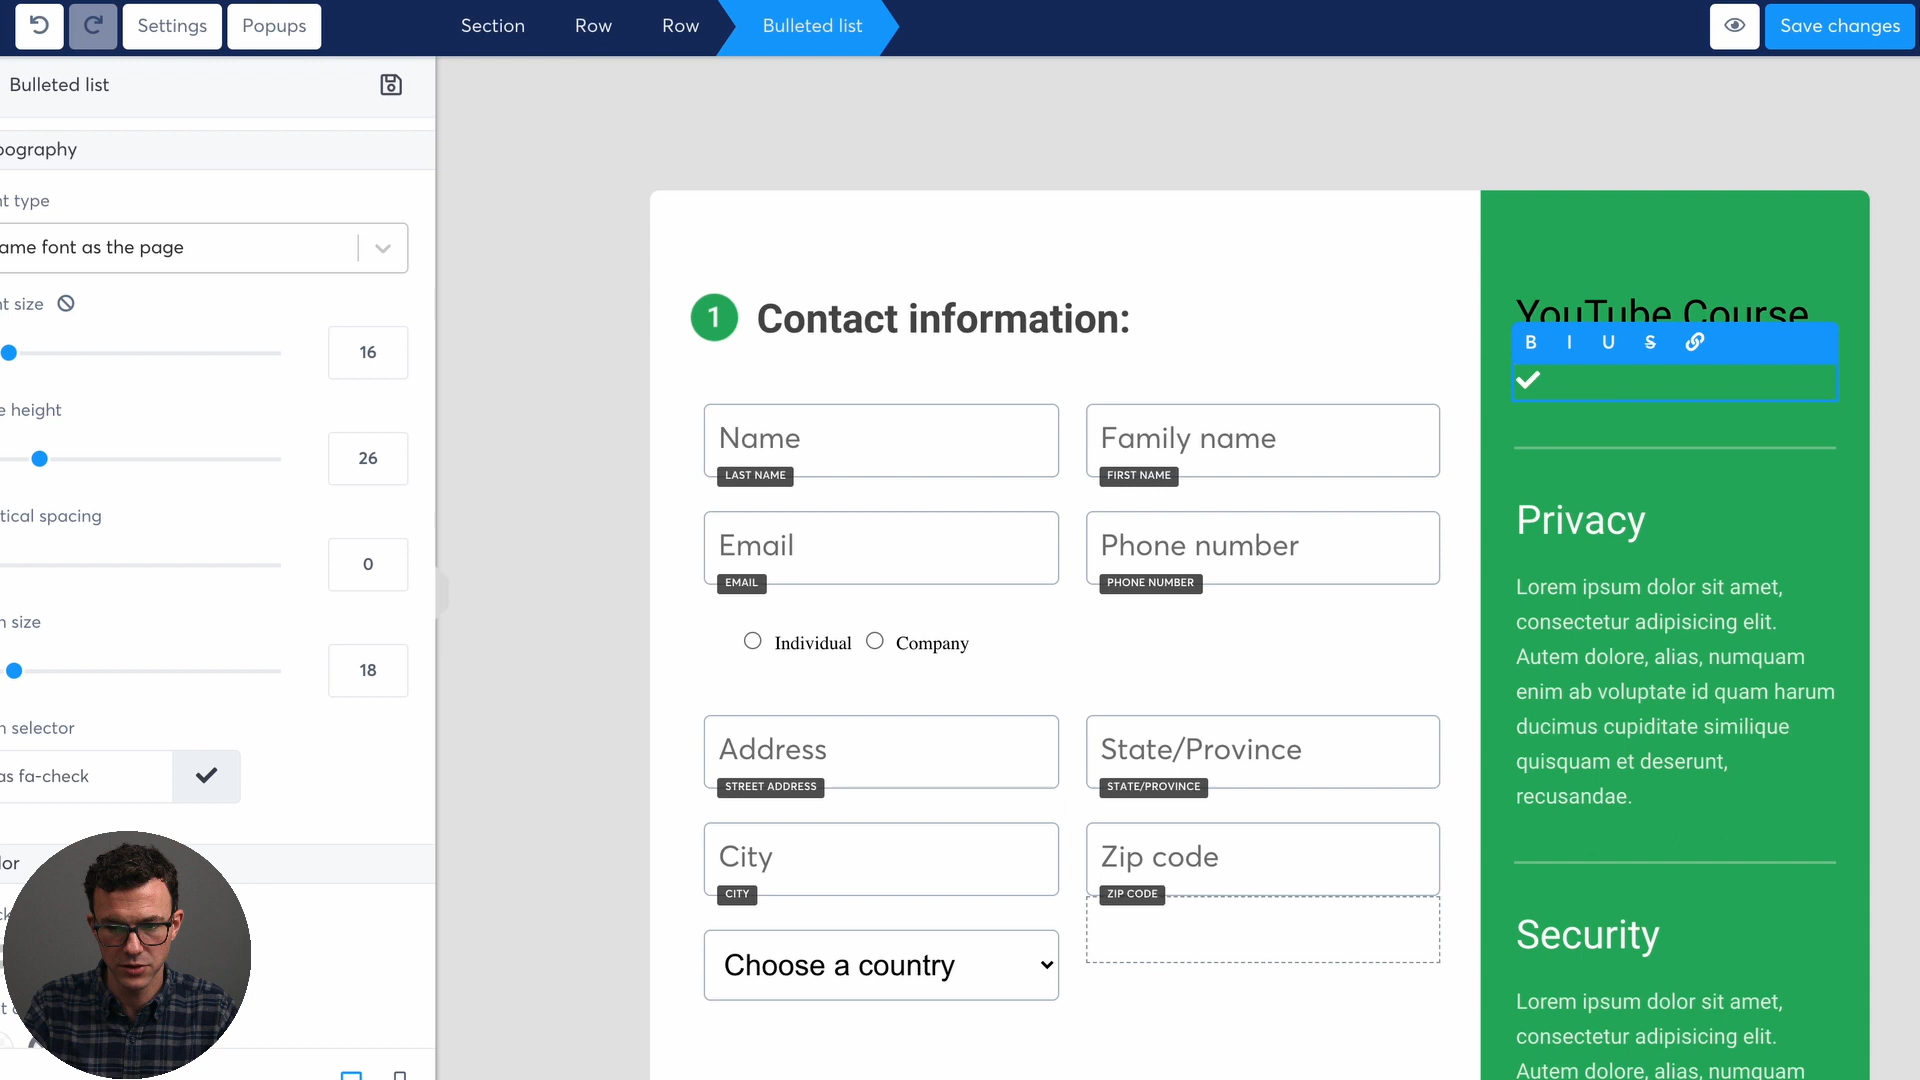 Settings
Popups
Section
Row
Row
Bulleted list
Save changes
Bulleted list
pography
nt type
ame font as the page
nt size
16
e height
26
tical spacing
0
n size
18
n selector
as fa-check
lor
1
Contact information:
Name
LAST NAME
Family name
FIRST NAME
Email
EMAIL
Phone number
PHONE NUMBER
Individual
Company
Address
STREET ADDRESS
State/Province
STATE/PROVINCE
City
CITY
Zip code
ZIP CODE
Choose a country
YouTube Course
B I U S
Privacy
Lorem ipsum dolor sit amet,
consectetur adipisicing elit.
Autem dolore, alias, numquam
enim ab voluptate id quam harum
ducimus cupiditate similique
quisquam et deserunt,
recusandae.
Security
Lorem ipsum dolor sit amet,
consectetur adipisicing elit.
Autem dolore, alias, numquam